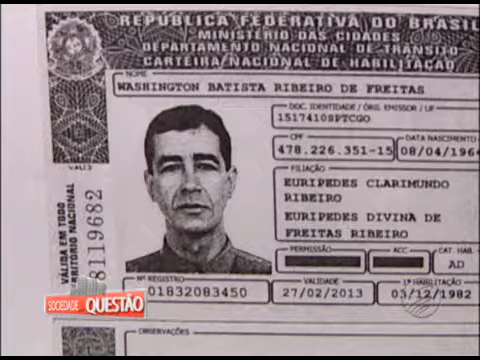 REPÚBLICA FEDERATIVA DO BRASIL
MINISTÉRIO DAS CIDADES
DEPARTAMENTO NACIONAL DE TRÂNSITO
CARTEIRA NACIONAL DE HABILITAÇÃO
NOME
WASHINGTON BATISTA RIBEIRO DE FREITAS
DOC. IDENTIDADE / ÓRG. EMISSOR / UF
1517410SPTCGO
CPF
DATA NASCIMENTO
478.226.351-15
08/04/196
FILIAÇÃO
EURIPEDES CLARIMUNDO
RIBEIRO
EURIPEDES DIVINA DE
FREITAS RIBEIRO
PERMISSÃO
ACC
CAT. HAB.
AD
Nº REGISTRO
VALIDADE
1ª HABILITAÇÃO
01832083450
27/02/2013
03/12/1982
VÁLIDA EM TODO
TERRITÓRIO NACIONAL
8119682
OBSERVAÇÕES
SOCIEDADE QUESTÃO